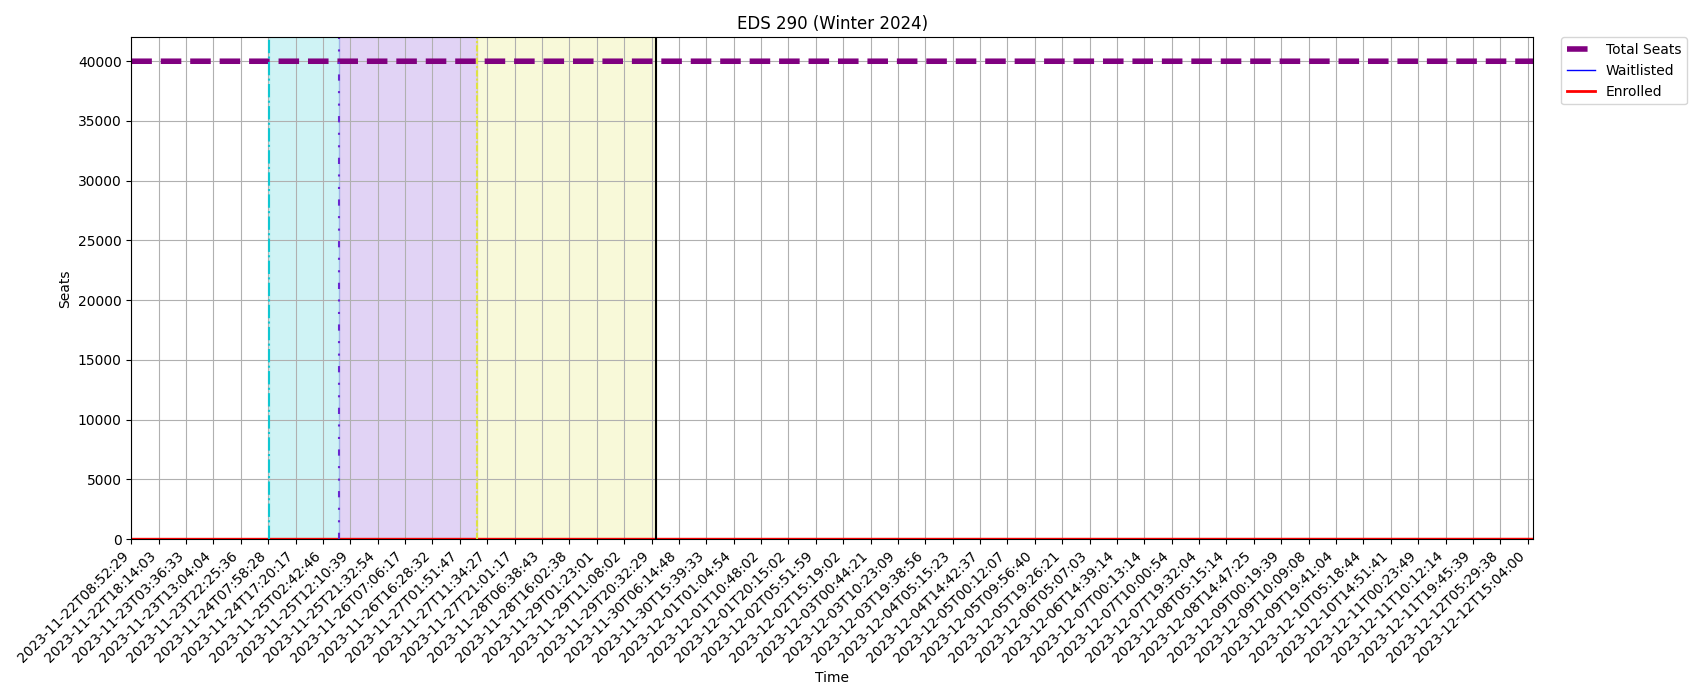 EDS 290 (Winter 2024)
Total Seats
Waitlisted
Enrolled
Seats
40000
35000
30000
25000
20000
15000
10000
5000
0
2023-11-22T08:52:29
2023-11-22T18:14:03
2023-11-23T03:36:33
2023-11-23T13:04:04
2023-11-23T22:25:36
2023-11-24T07:58:28
2023-11-24T17:20:17
2023-11-25T02:42:46
2023-11-25T12:10:39
2023-11-25T21:32:54
2023-11-26T07:06:17
2023-11-26T16:28:32
2023-11-27T01:51:47
2023-11-27T11:34:27
2023-11-27T21:01:17
2023-11-28T06:38:43
2023-11-28T16:02:38
2023-11-29T01:23:01
2023-11-29T11:08:02
2023-11-29T20:32:29
2023-11-30T06:14:48
2023-11-30T15:39:33
2023-12-01T01:04:54
2023-12-01T10:48:02
2023-12-01T20:15:02
2023-12-02T05:51:59
2023-12-02T15:19:02
2023-12-03T00:44:21
2023-12-03T10:23:09
2023-12-03T19:38:56
2023-12-04T05:15:23
2023-12-04T14:42:37
2023-12-05T00:12:07
2023-12-05T09:56:40
2023-12-05T19:26:21
2023-12-06T05:07:03
2023-12-06T14:39:14
2023-12-07T00:13:14
2023-12-07T10:00:54
2023-12-07T19:32:04
2023-12-08T05:15:14
2023-12-08T14:47:25
2023-12-09T00:19:39
2023-12-09T10:09:08
2023-12-09T19:41:04
2023-12-10T05:18:44
2023-12-10T14:51:41
2023-12-11T00:23:49
2023-12-11T10:12:14
2023-12-11T19:45:39
2023-12-12T05:29:38
2023-12-12T15:04:00
Time